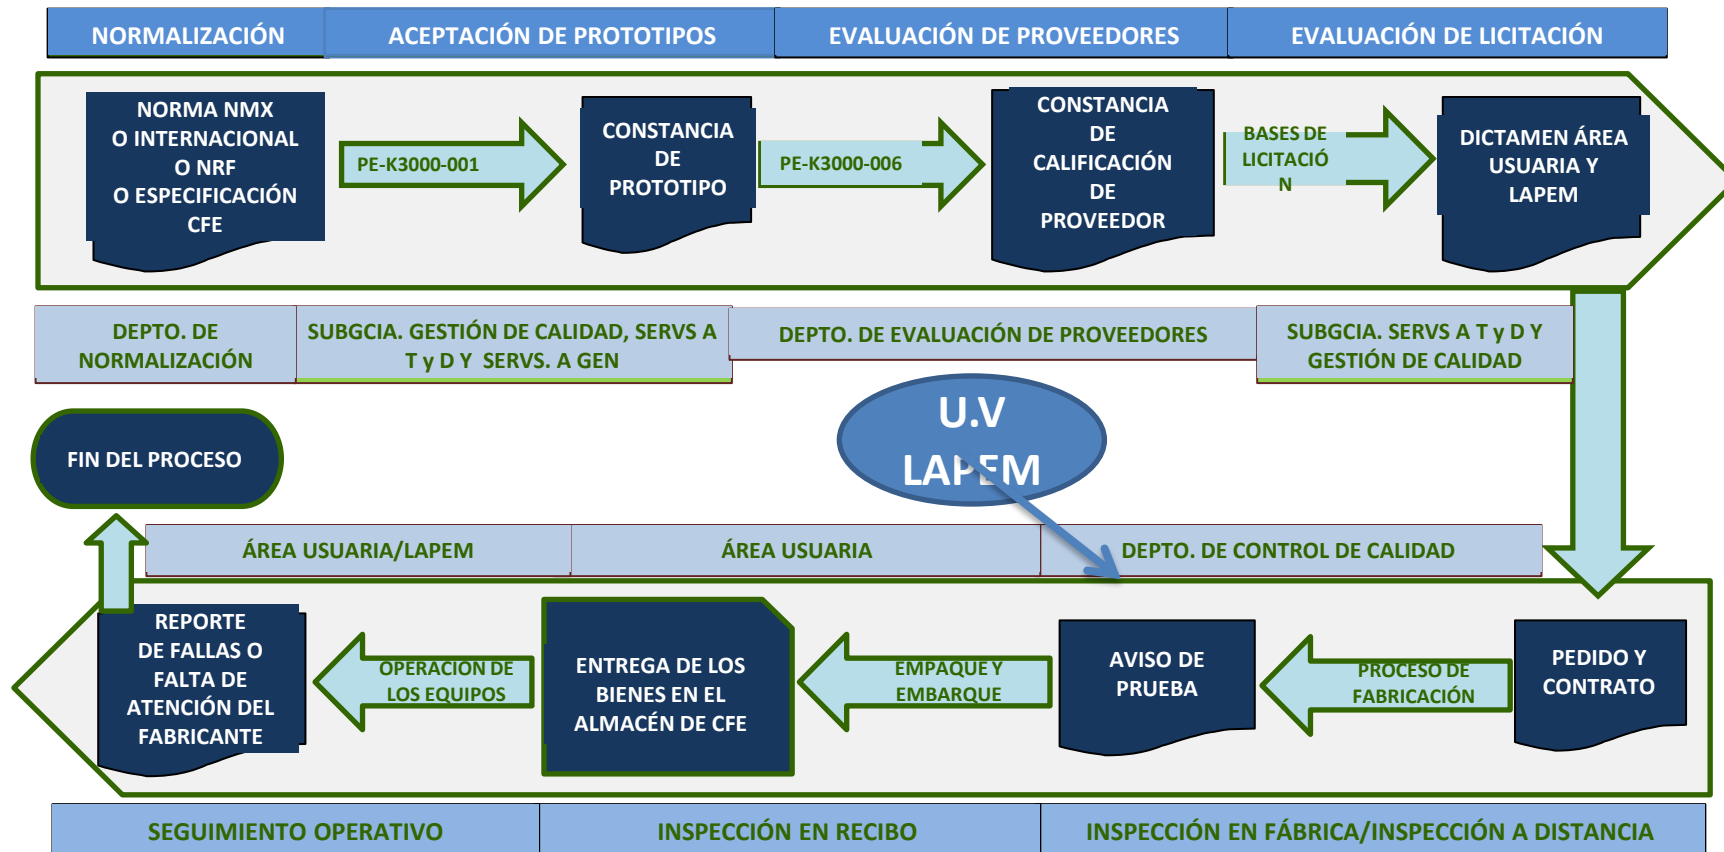 NORMALIZACIÓN
ACEPTACIÓN DE PROTOTIPOS
EVALUACIÓN DE PROVEEDORES
EVALUACIÓN DE LICITACIÓN
NORMA NMX
O INTERNACIONAL
O NRF
O ESPECIFICACIÓN
CFE
PE-K3000-001
CONSTANCIA
DE
PROTOTIPO
PE-K3000-006
CONSTANCIA
DE
CALIFICACIÓN
DE
PROVEEDOR
BASES DE
LICITACIÓ
N
DICTAMEN ÁREA
USUARIA Y
LAPEM
DEPTO. DE
NORMALIZACIÓN
SUBGCIA. GESTIÓN DE CALIDAD, SERVS A
T y D Y SERVS. A GEN
DEPTO. DE EVALUACIÓN DE PROVEEDORES
SUBGCIA. SERVS A T y D Y
GESTIÓN DE CALIDAD
U.V
LAPEM
FIN DEL PROCESO
ÁREA USUARIA/LAPEM
ÁREA USUARIA
DEPTO. DE CONTROL DE CALIDAD
REPORTE
DE FALLAS O
FALTA DE
ATENCIÓN DEL
FABRICANTE
OPERACIÓN DE
LOS EQUIPOS
ENTREGA DE LOS
BIENES EN EL
ALMACÉN DE CFE
EMPAQUE Y
EMBARQUE
AVISO DE
PRUEBA
PROCESO DE
FABRICACIÓN
PEDIDO Y
CONTRATO
SEGUIMIENTO OPERATIVO
INSPECCIÓN EN RECIBO
INSPECCIÓN EN FÁBRICA/INSPECCIÓN A DISTANCIA